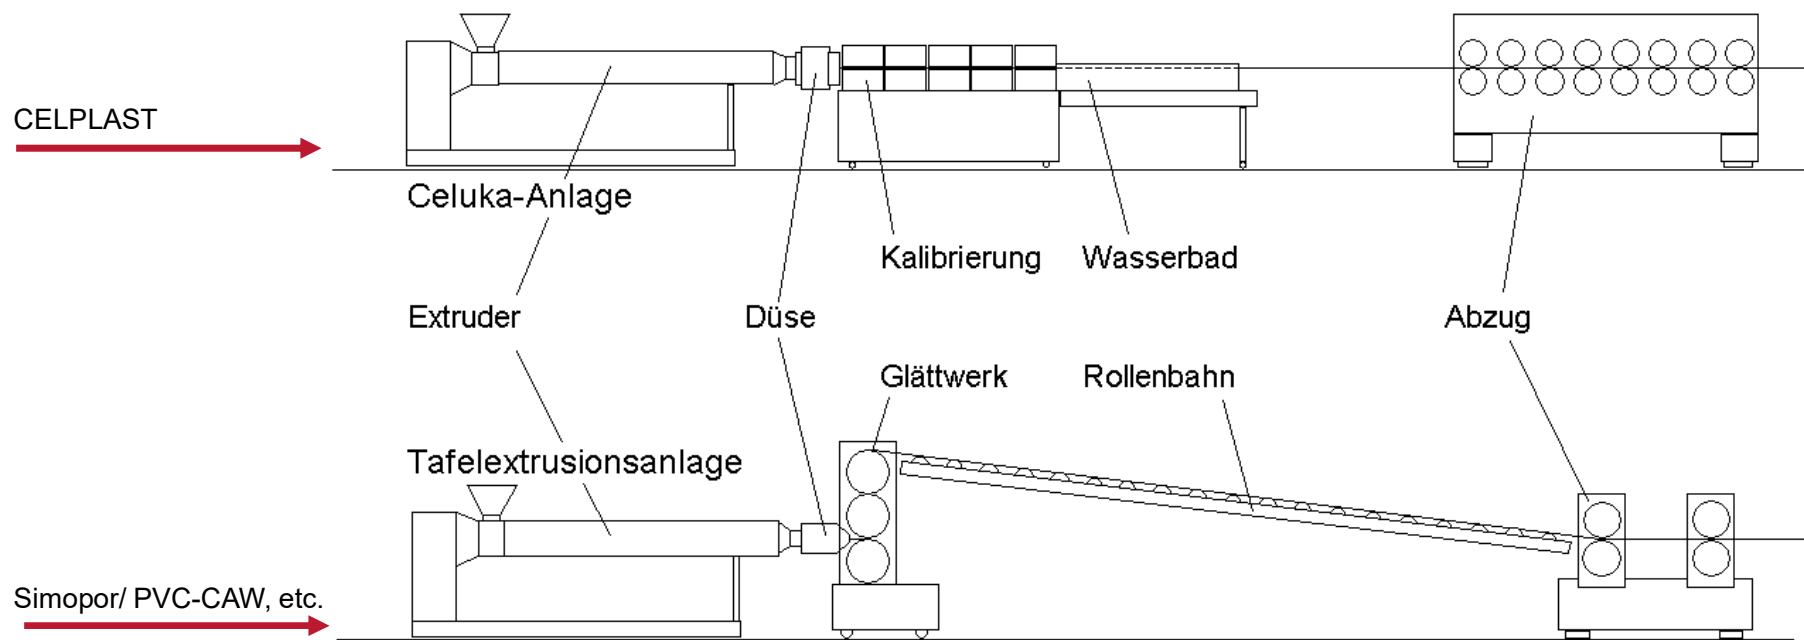 CELPLAST
Celuka-Anlage
Kalibrierung
Wasserbad
Extruder
Düse
Abzug
Glättwerk
Rollenbahn
Tafelextrusionsanlage
Simopor/ PVC-CAW, etc.